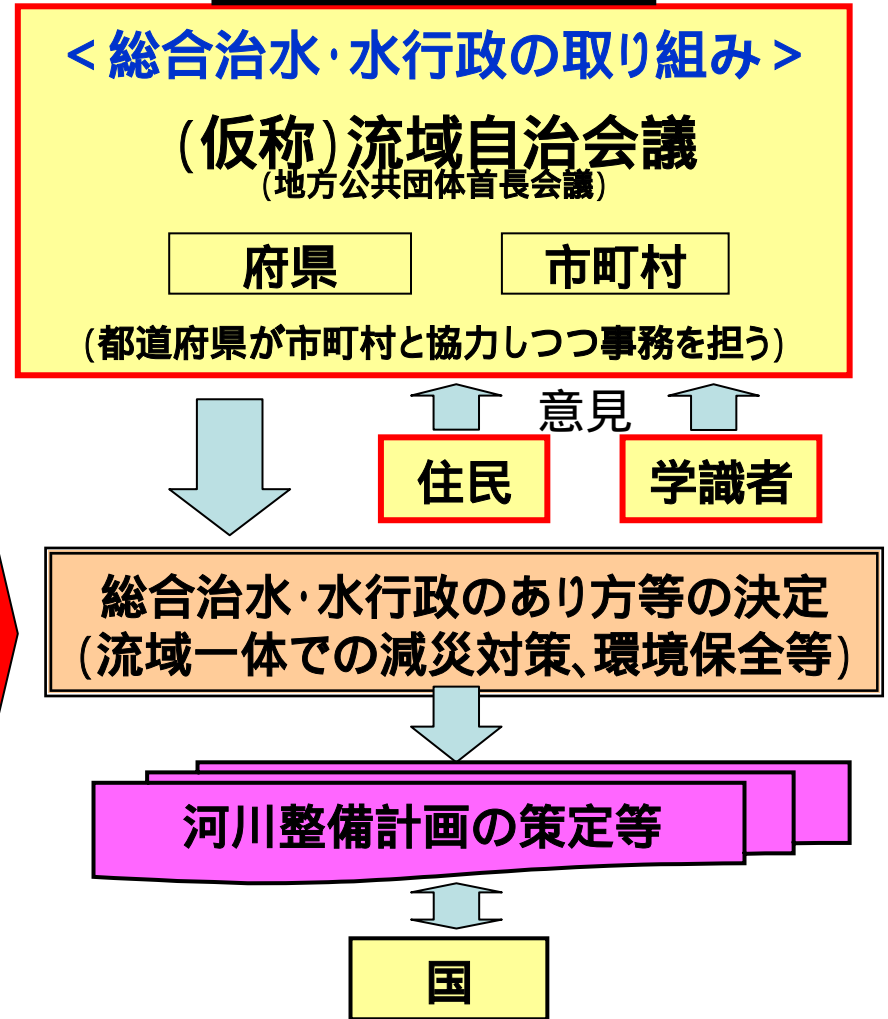 <総合治水・水行政の取り組み>
(仮称)流域自治会議
(地方公共団体首長会議)
府県
市町村
(都道府県が市町村と協力しつつ事務を担う)
意見
住民
学識者
総合治水・水行政のあり方等の決定
(流域一体での減災対策、環境保全等)
河川整備計画の策定等
国